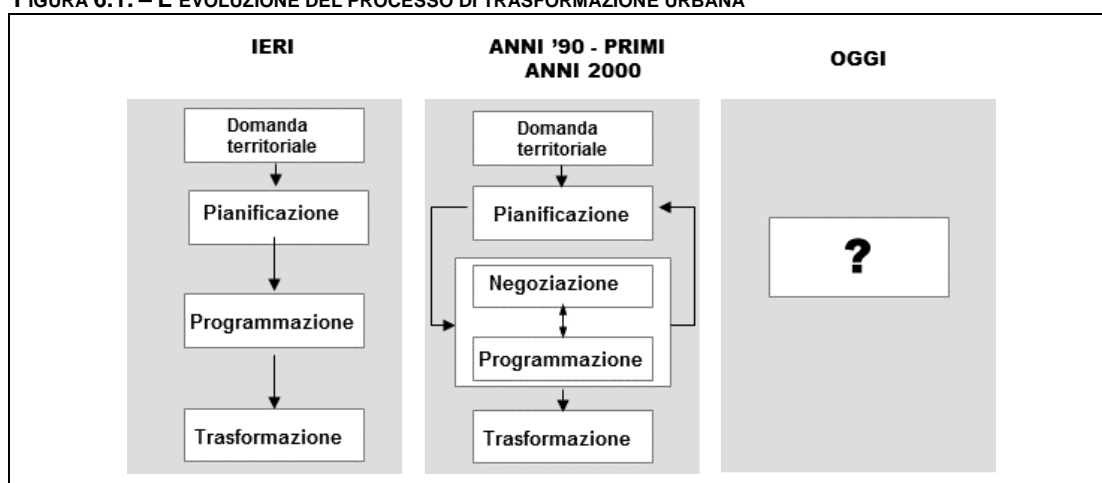 FIGURA 6.1. – L'EVOLUZIONE DEL PROCESSO DI TRASFORMAZIONE URBANA
IERI
Domanda
territoriale
Pianificazione
Programmazione
Trasformazione
ANNI '90 - PRIMI
ANNI 2000
Domanda
territoriale
Pianificazione
Negoziazione
Programmazione
Trasformazione
OGGI
?